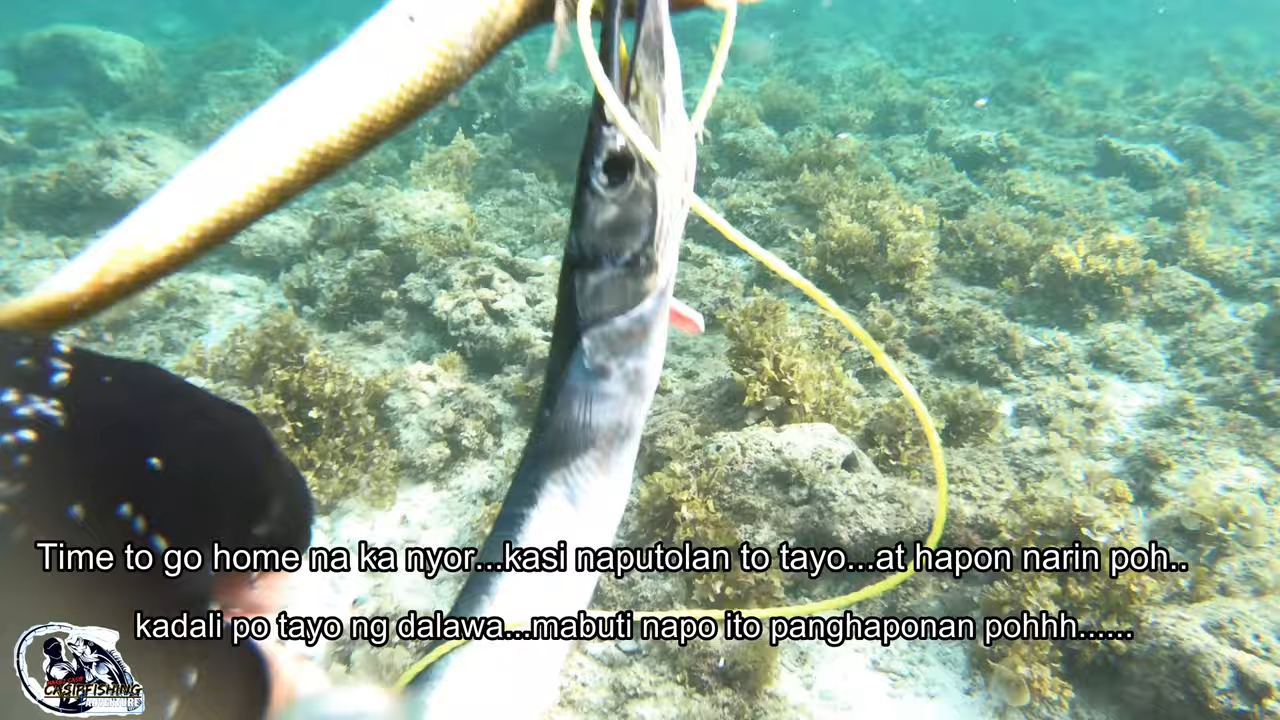 Time to go home na ka nyor...kasi naputolan to tayo...at hapon narin poh..
kadali po tayo ng dalawa...mabuti napo ito panghaponan pohhh......
CASIPFISHING
ADVENTURE